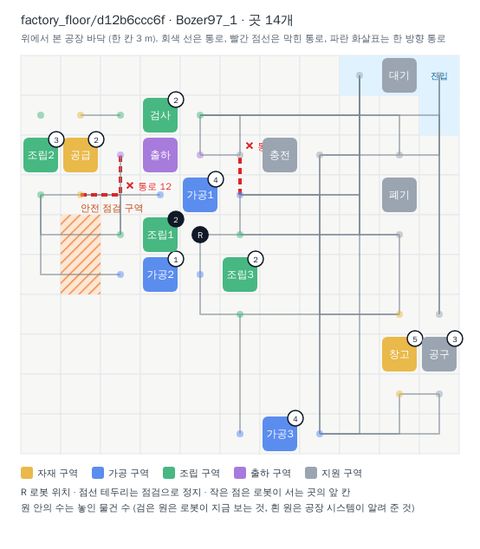 factory_floor/d12b6ccc6f · Bozer97_1 · 곳 14개
위에서 본 공장 바닥 (한 칸 3 m). 회색 선은 통로, 빨간 점선은 막힌 통로, 파란 화살표는 한 방향 통로
대기
2
검사
3
조립2
2
공급
출하
✕
충전
✕ 통로 12
4
가공1
폐기
안전 점검 구역
2
조립1
R
1
가공2
2
조립3
5
창고
3
공구
4
가공3
자재 구역
가공 구역
조립 구역
출하 구역
지원 구역
R 로봇 위치 · 점선 테두리는 점검으로 정지 · 작은 점은 로봇이 서는 곳의 앞 칸
원 안의 수는 놓인 물건 수 (검은 원은 로봇이 지금 보는 것, 흰 원은 공장 시스템이 알려 준 것)